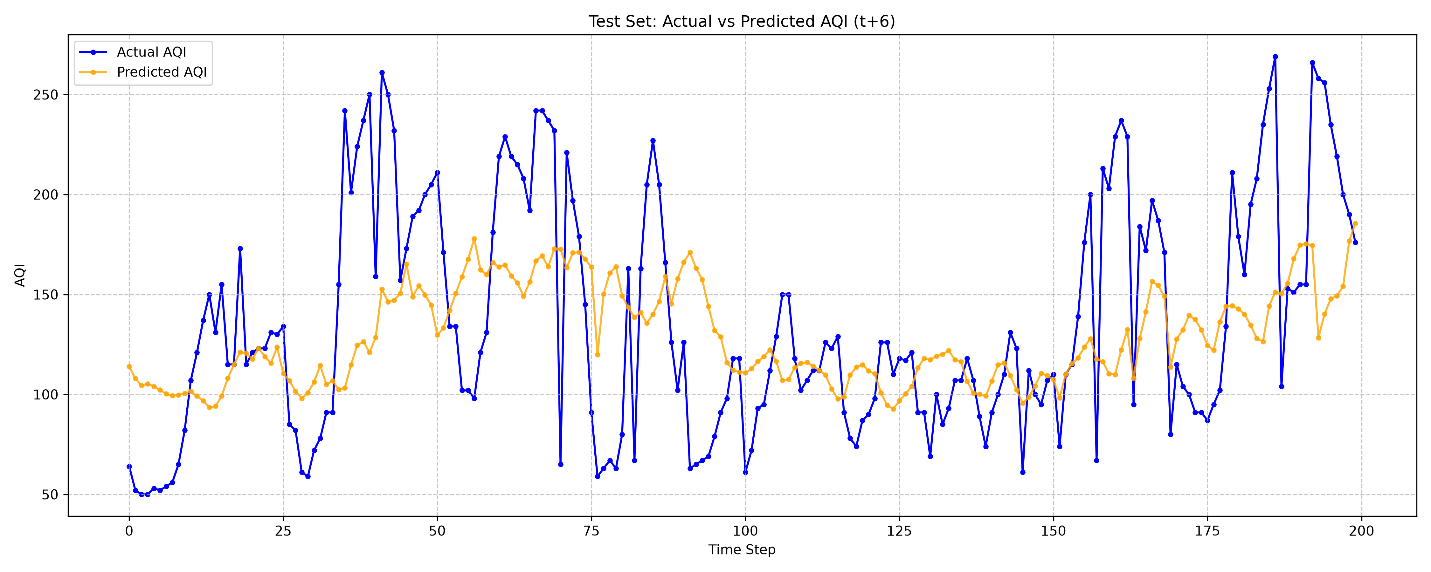 Test Set: Actual vs Predicted AQI (t+6)
Actual AQI
Predicted AQI
AQI
250
200
150
100
50
0 25 50 75 100 125 150 175 200
Time Step